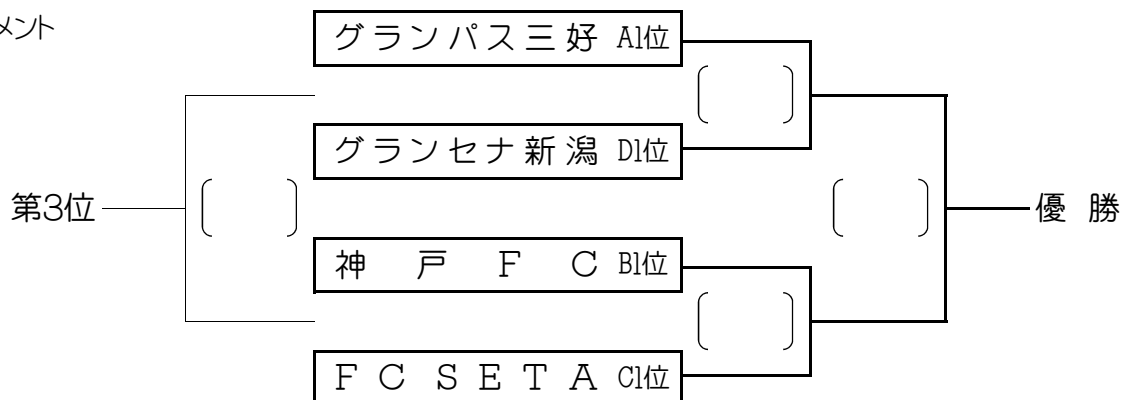 メント
グランパス三好 A1位
グランセナ新潟 D1位
第3位
優 勝
神 戸 F C B1位
F C S E T A C1位